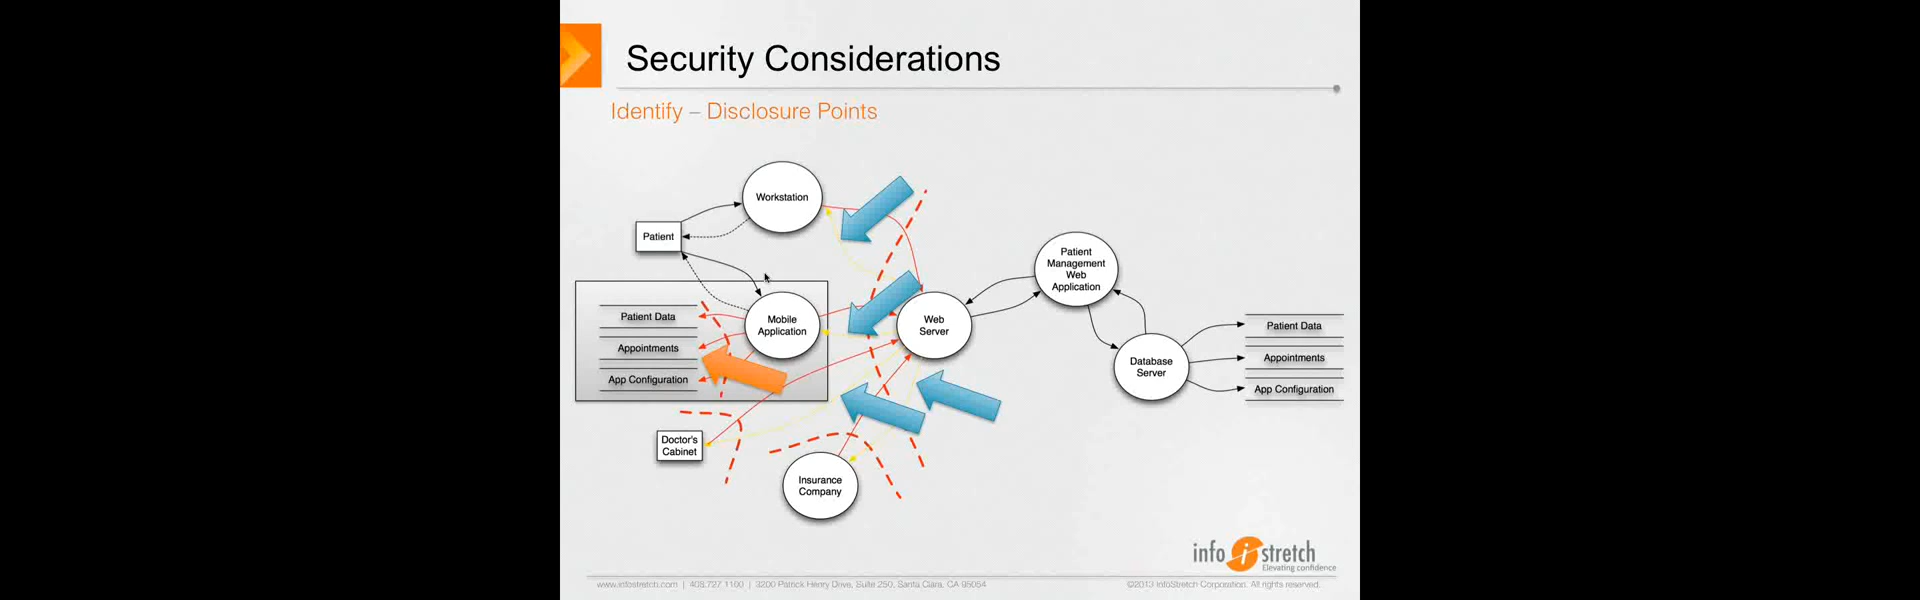 Security Considerations
Identify – Disclosure Points
Workstation
Patient
Patient
Management
Web
Application
Patient Data
Appointments
App Configuration
Mobile
Application
Web
Server
Database
Server
Patient Data
Appointments
App Configuration
Doctor's
Cabinet
Insurance
Company
info i stretch
Elevating confidence
www.infostretch.com | 408.727.1100 | 3200 Patrick Henry Drive, Suite 250, Santa Clara, CA 95054
©2013 InfoStretch Corporation. All rights reserved.